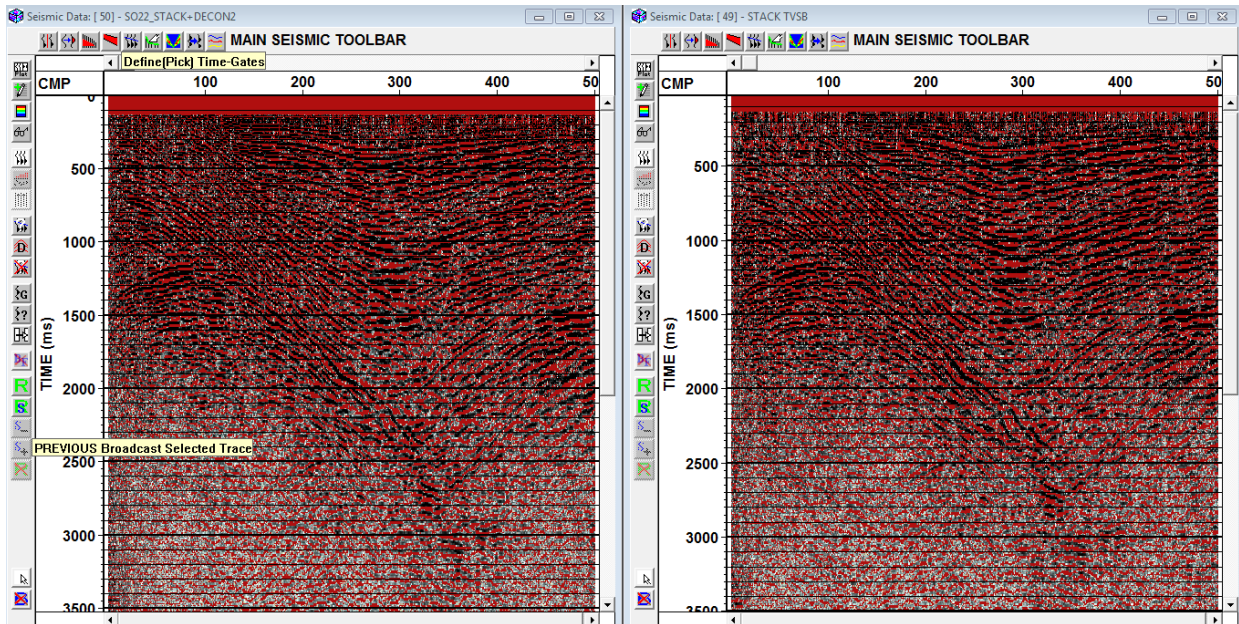 Seismic Data: [ 50] - SO22_STACK+DECON2
MAIN SEISMIC TOOLBAR
Define(Pick) Time-Gates
CMP
100 200 300 400 50
0
500
1000
1500
2000
2500
3000
3500
TIME (ms)
PREVIOUS Broadcast Selected Trace
Seismic Data: [ 49] - STACK TVSB
MAIN SEISMIC TOOLBAR
CMP
100 200 300 400 50
500
1000
1500
2000
2500
3000
3500
TIME (ms)